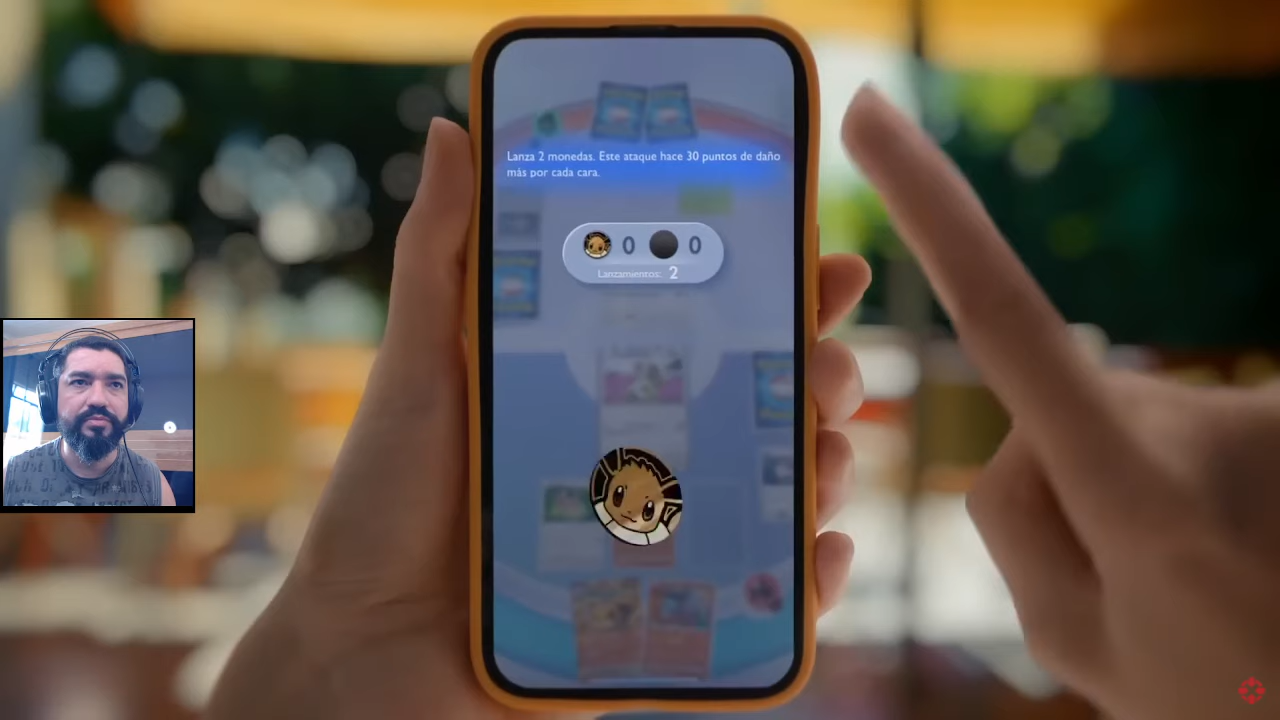 Lanza 2 monedas. Este ataque hace 30 puntos de daño
más por cada cara.
0 0
Lanzamientos: 2